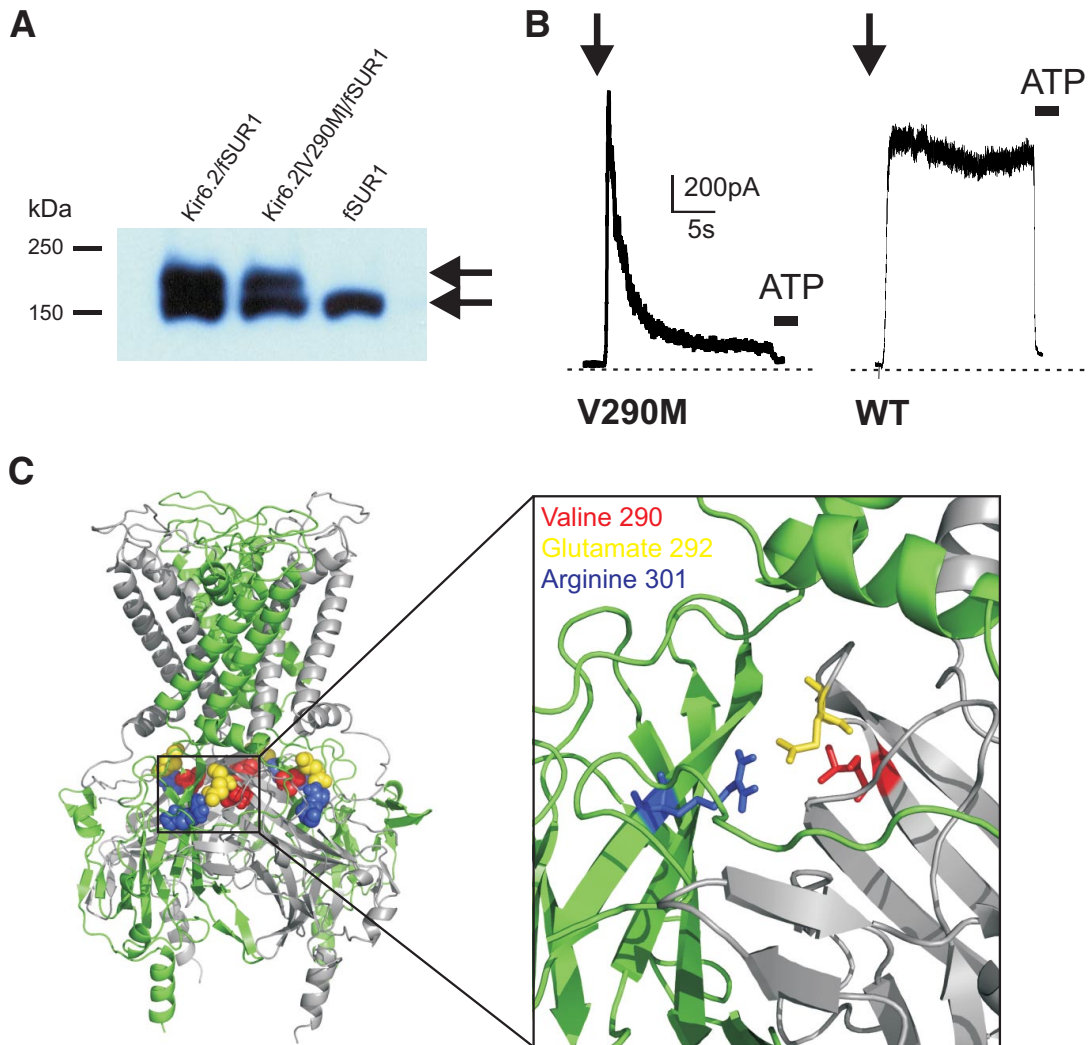 A
kDa
250
150
Kir6.2/fSUR1
Kir6.2[V290M]/fSUR1
fSUR1
B
200pA
5s
ATP
ATP
V290M
WT
C
Valine 290
Glutamate 292
Arginine 301